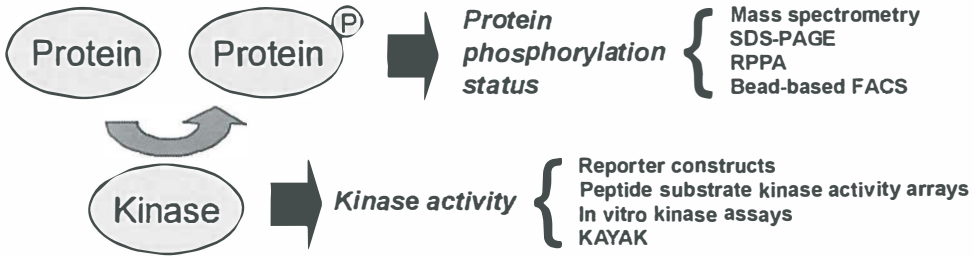 Protein
Protein
P
Protein
phosphorylation
status
Mass spectrometry
SDS-PAGE
RPPA
Bead-based FACS
Kinase
Kinase activity
Reporter constructs
Peptide substrate kinase activity arrays
In vitro kinase assays
KAYAK